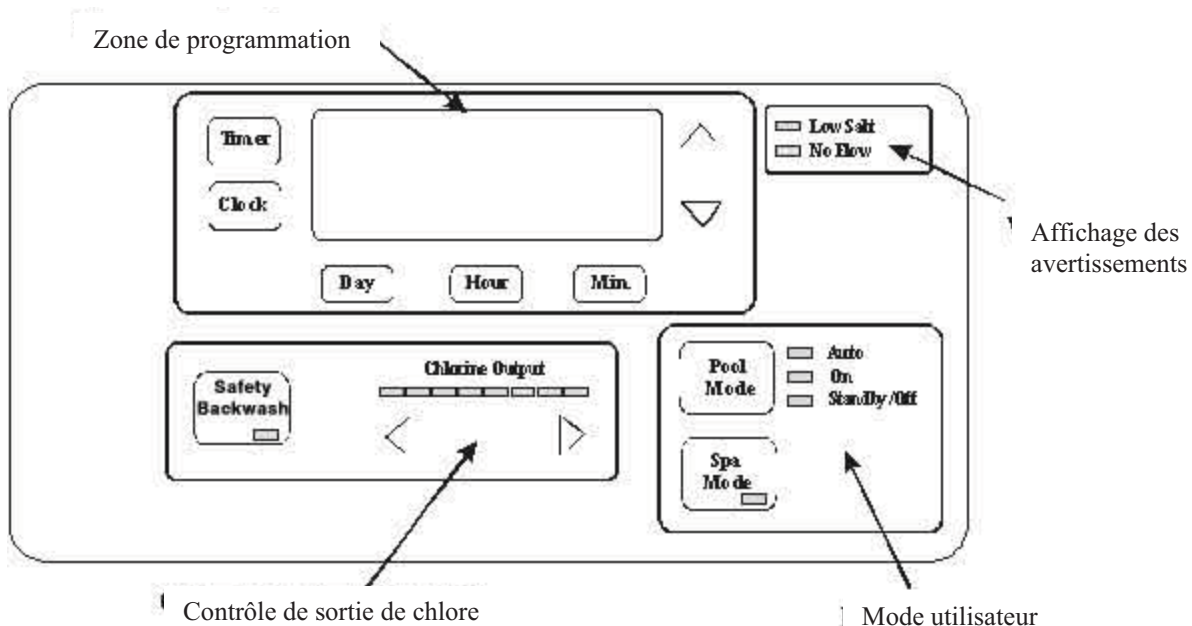 Zone de programmation
Timer
Low Salt
No Flow
Clock
Affichage des
avertissements
Day
Hour
Min.
Chlorine Output
Safety
Backwash
Pool
Mode
Auto
On
StandBy/Off
Spa
Mode
Contrôle de sortie de chlore
Mode utilisateur